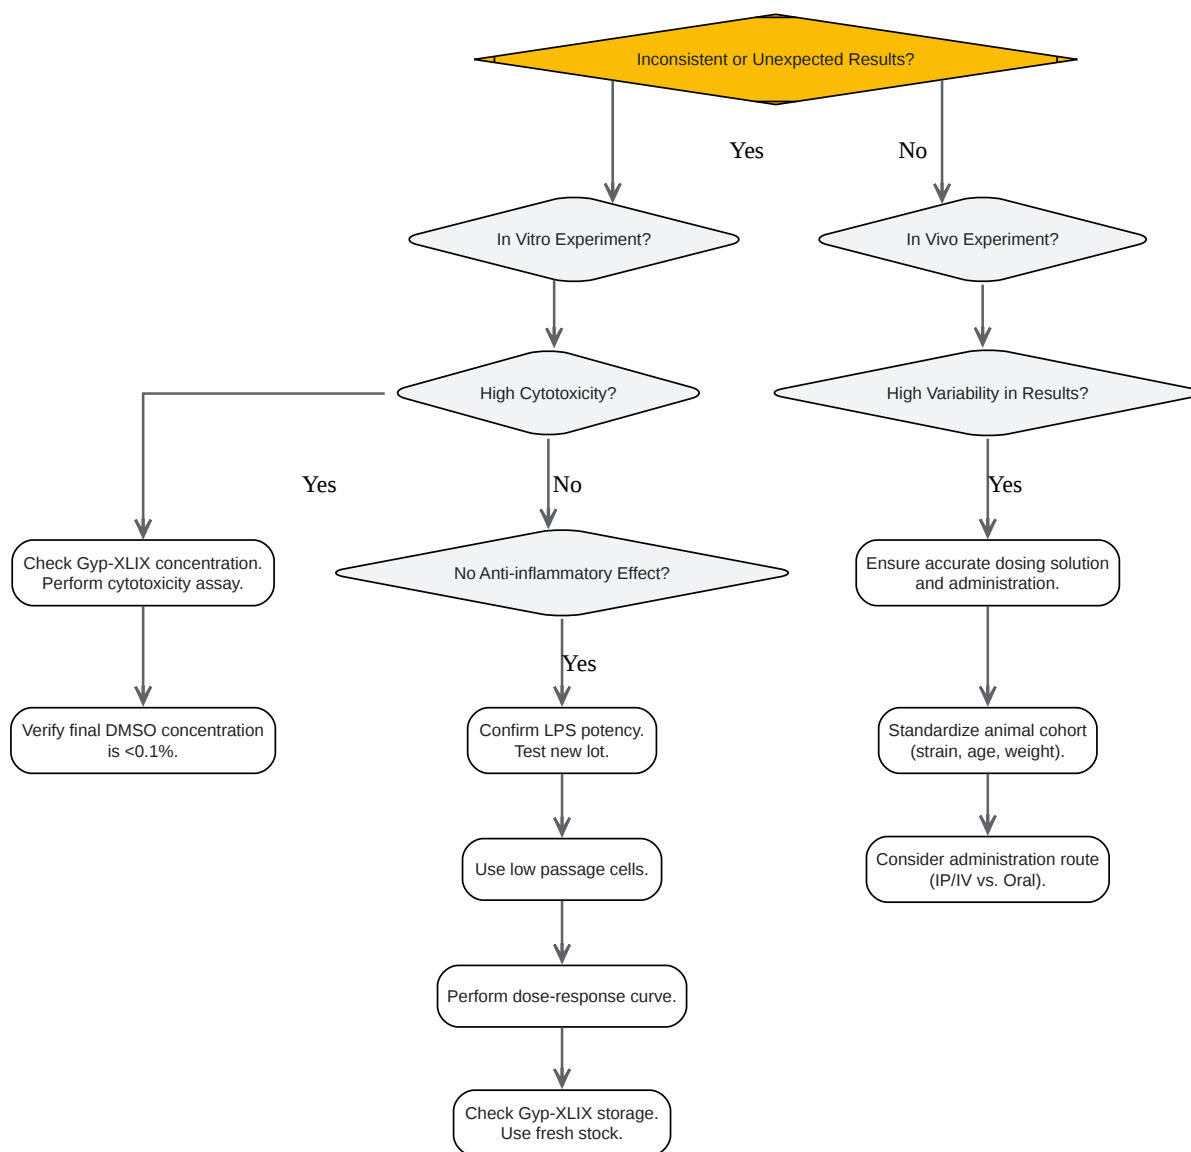 Inconsistent or Unexpected Results?
Yes
No
In Vitro Experiment?
In Vivo Experiment?
High Cytotoxicity?
High Variability in Results?
Yes
No
Yes
Check Gyp-XLIX concentration.
Perform cytotoxicity assay.
No Anti-inflammatory Effect?
Ensure accurate dosing solution
and administration.
Yes
Verify final DMSO concentration
is <0.1%.
Confirm LPS potency.
Test new lot.
Standardize animal cohort
(strain, age, weight).
Use low passage cells.
Consider administration route
(IP/IV vs. Oral).
Perform dose-response curve.
Check Gyp-XLIX storage.
Use fresh stock.